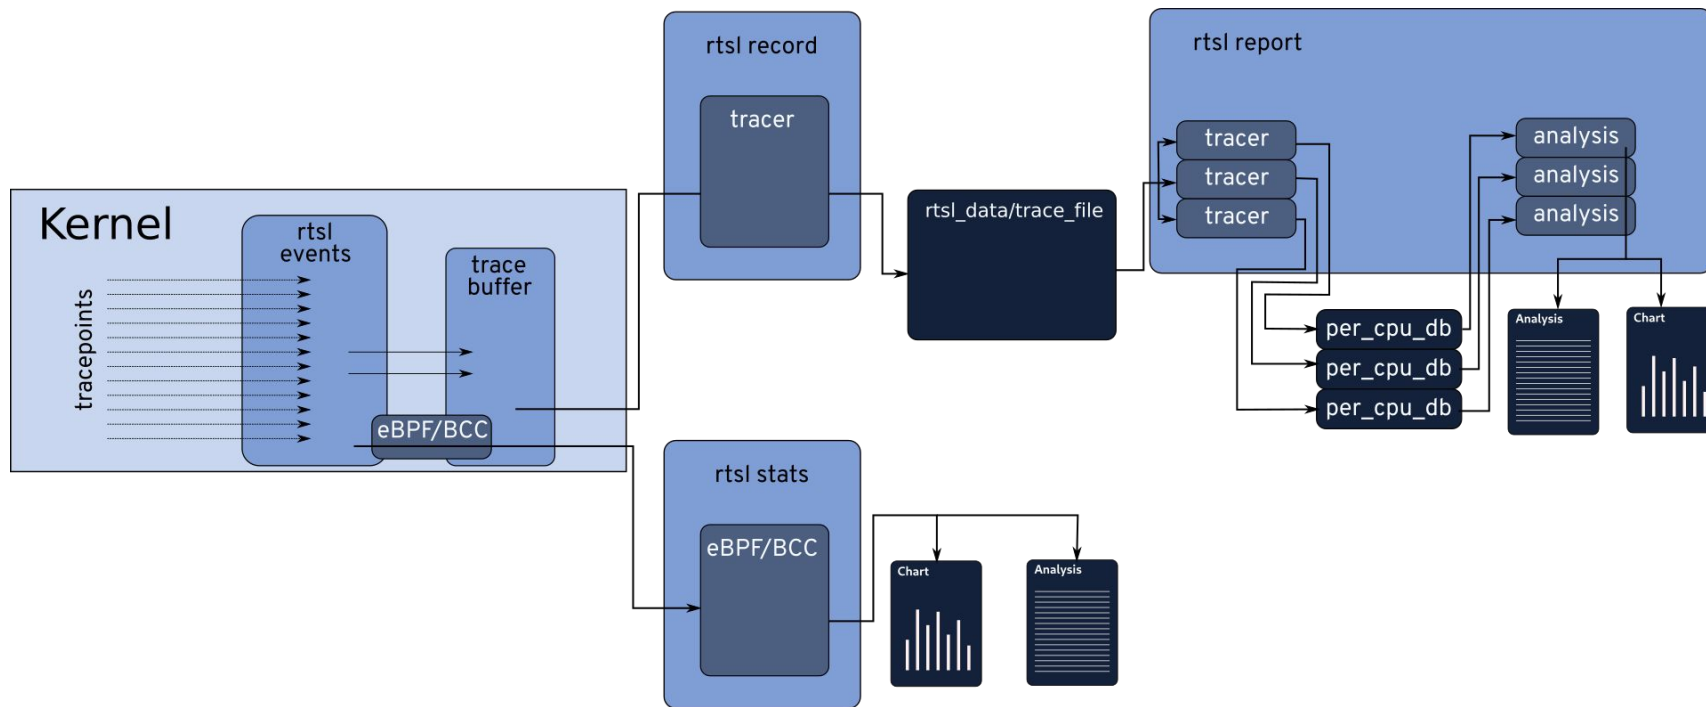 Kernel
tracepoints
rtsl
events
trace
buffer
eBPF/BCC
rtsl record
tracer
rtsl stats
eBPF/BCC
Chart
Analysis
rtsl_data/trace_file
rtsl report
tracer
tracer
tracer
analysis
analysis
analysis
per_cpu_db
per_cpu_db
per_cpu_db
Analysis
Chart